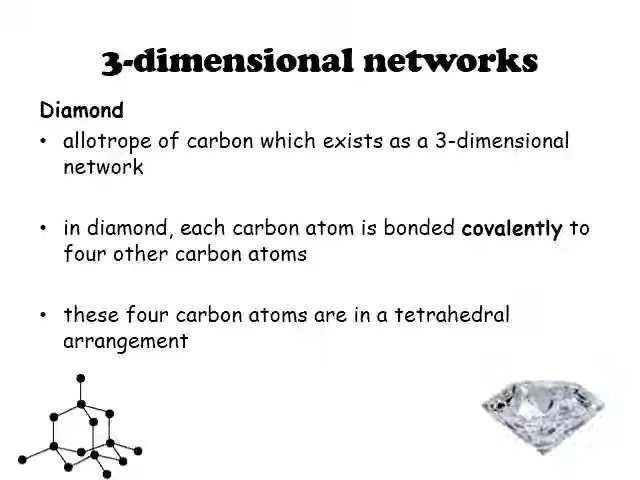 3-dimensional networks
Diamond
• allotrope of carbon which exists as a 3-dimensional
network
• in diamond, each carbon atom is bonded covalently to
four other carbon atoms
• these four carbon atoms are in a tetrahedral
arrangement